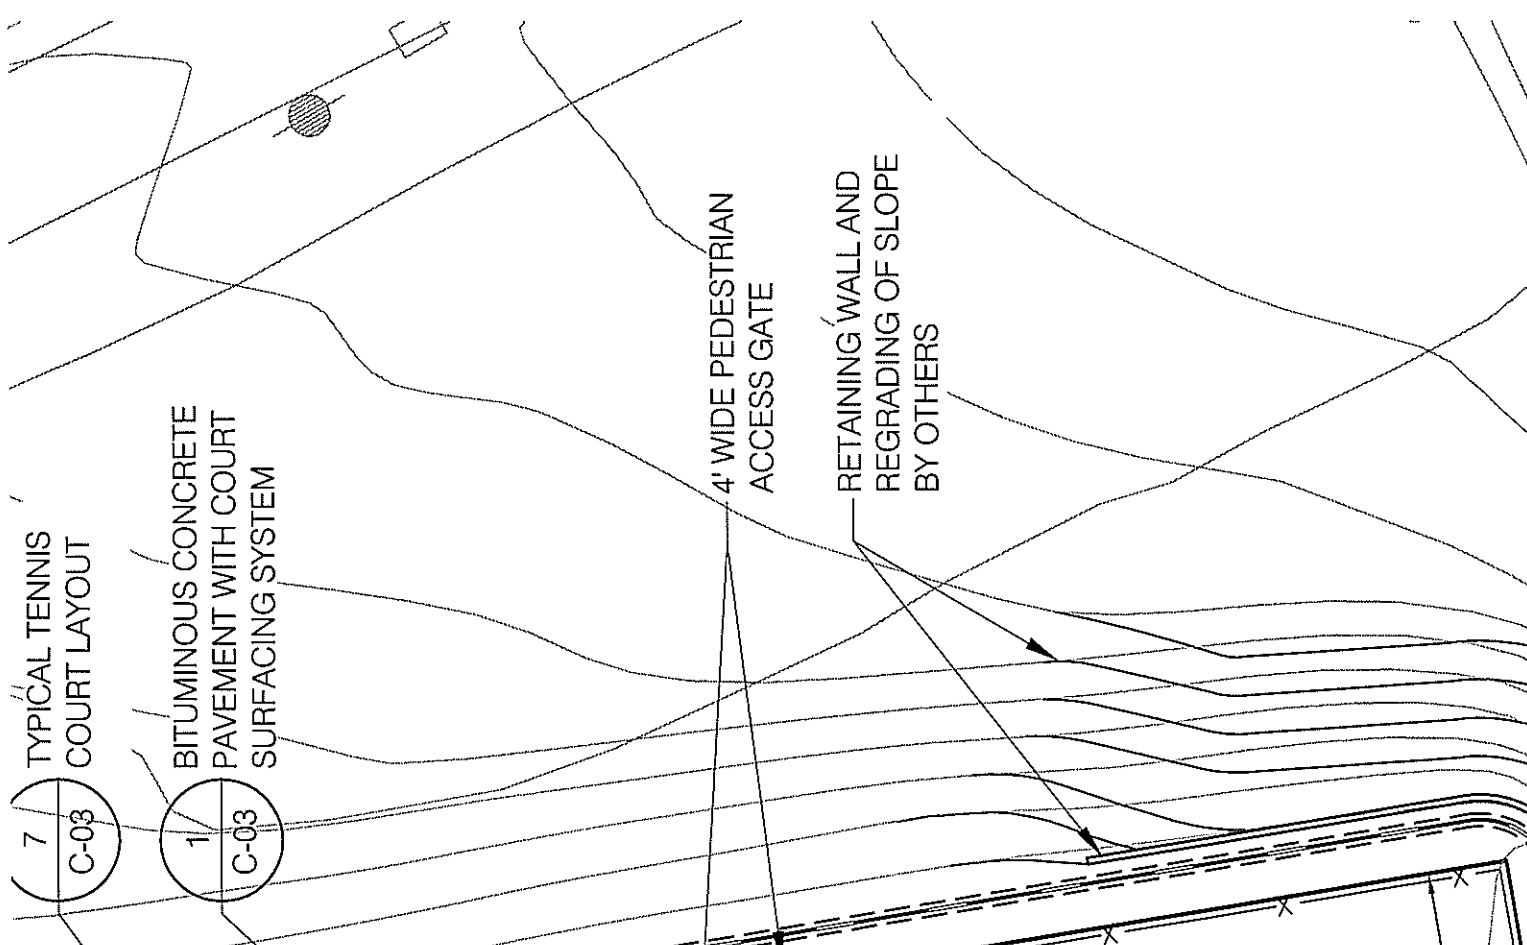 7
C-03
TYPICAL TENNIS
COURT LAYOUT
1
C-03
BITUMINOUS CONCRETE
PAVEMENT WITH COURT
SURFACING SYSTEM
4' WIDE PEDESTRIAN
ACCESS GATE
RETAINING WALL AND
REGRADING OF SLOPE
BY OTHERS
X
X
X